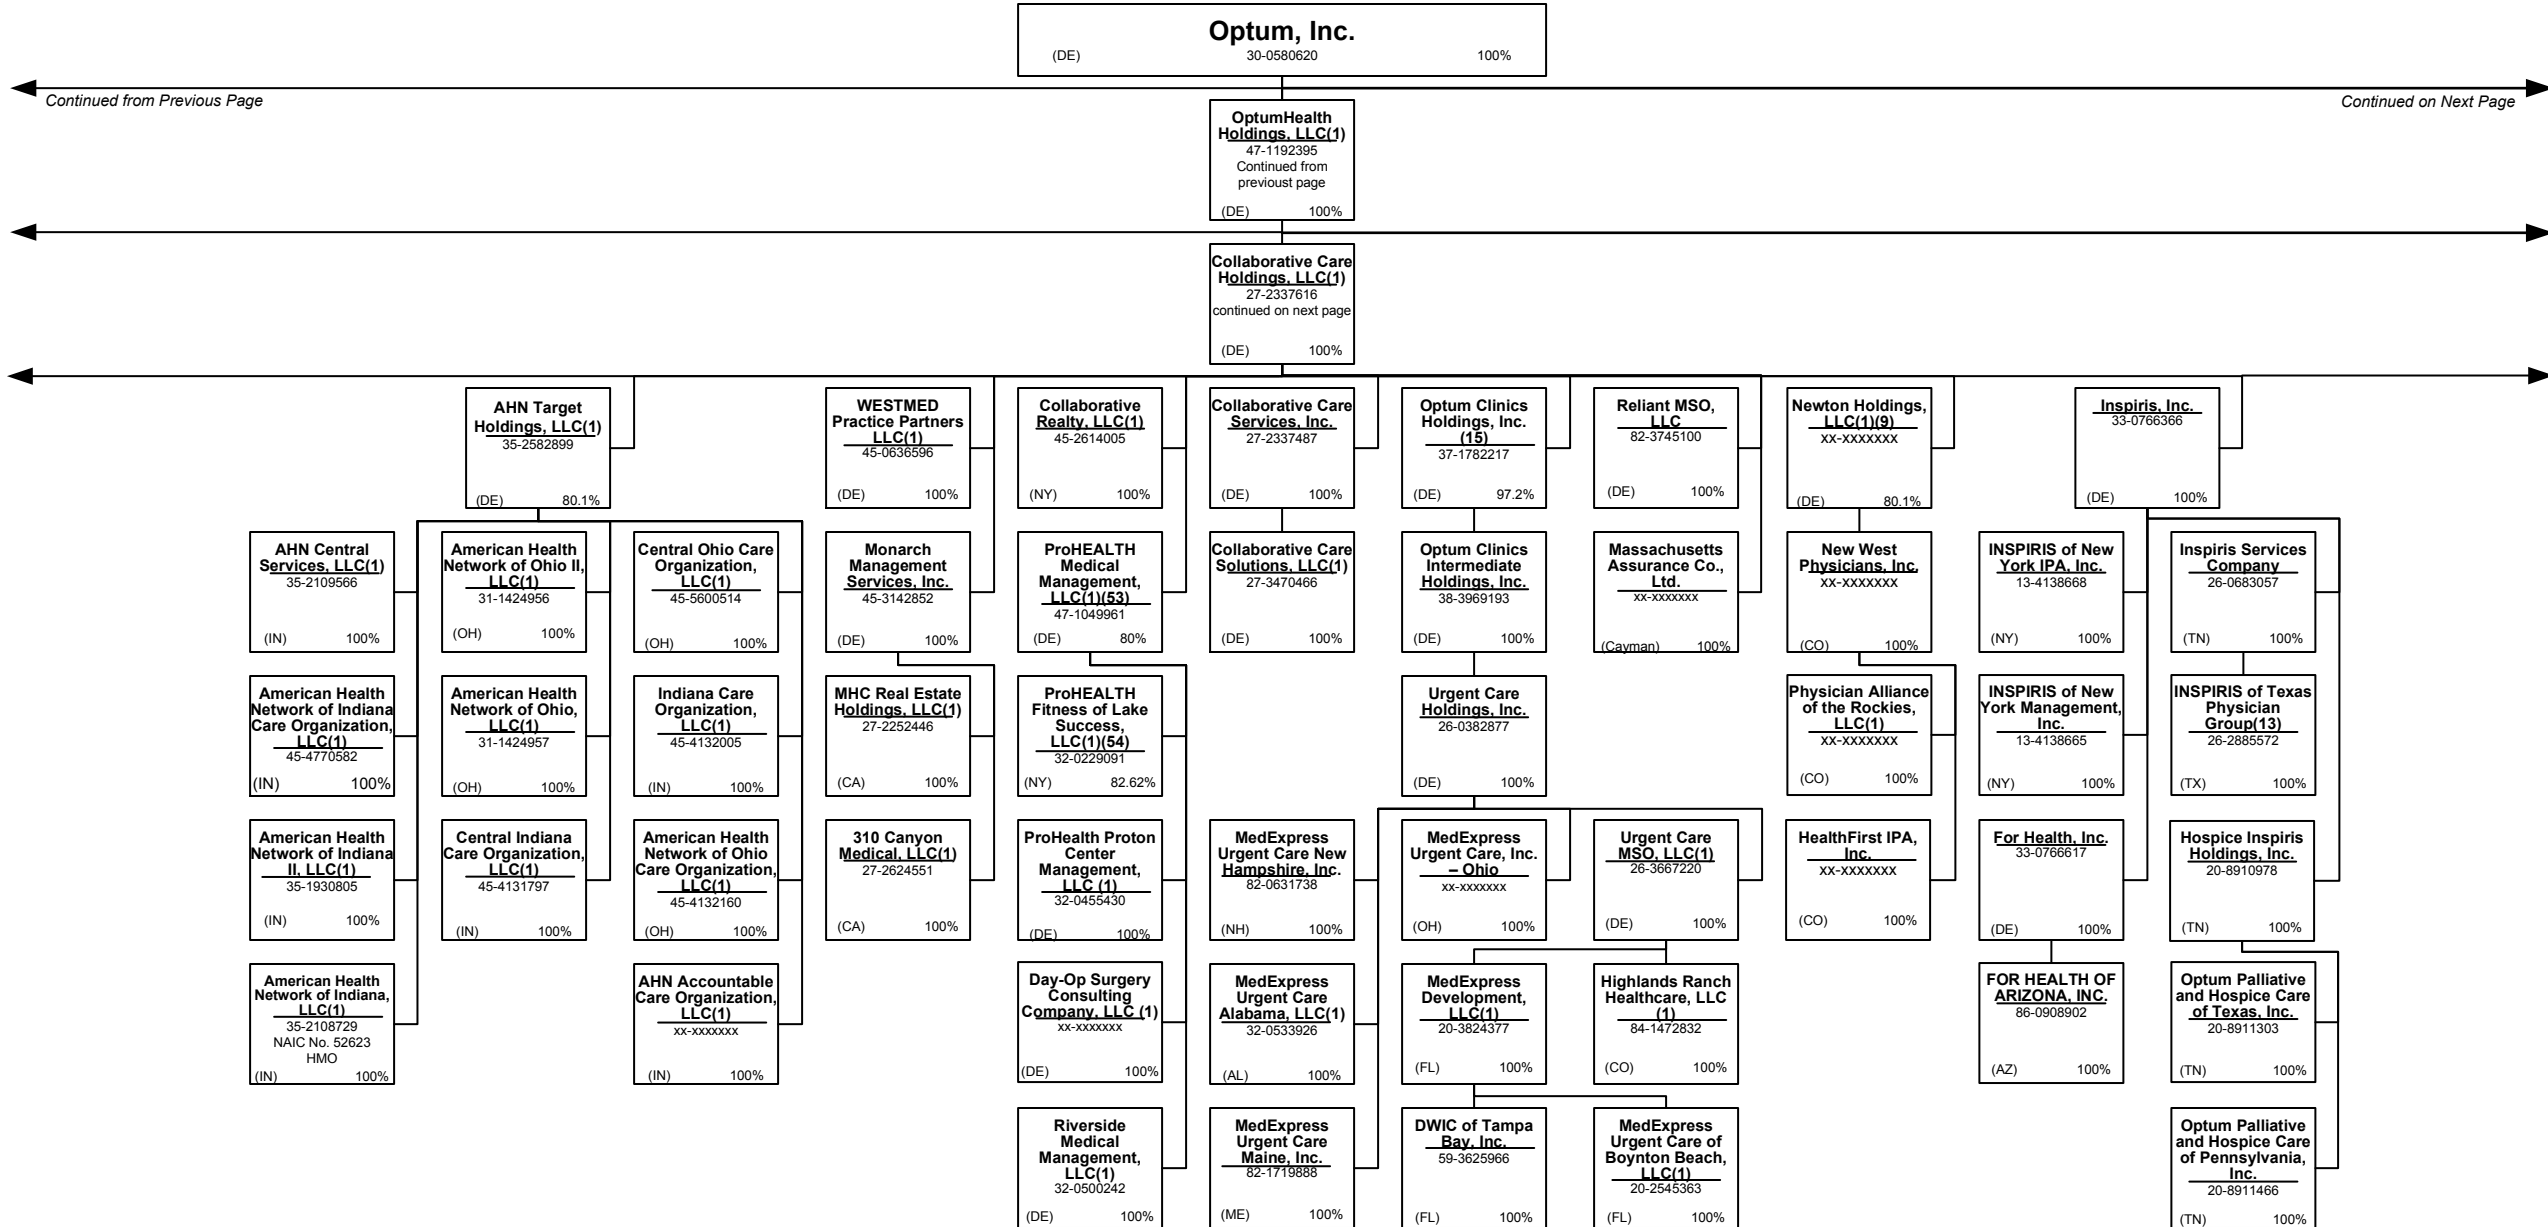 Optum, Inc.
30-0580620
(DE) 100%
Continued from Previous Page
Continued on Next Page
OptumHealth
Holdings, LLC(1)
47-1192395
Continued from
previoust page
(DE) 100%
Collaborative Care
Holdings, LLC(1)
27-2337616
continued on next page
(DE) 100%
AHN Target
Holdings, LLC(1)
35-2582899
(DE) 80.1%
WESTMED
Practice Partners
LLC(1)
45-0636596
(DE) 100%
Collaborative
Realty, LLC(1)
45-2614005
(NY) 100%
Collaborative Care
Services, Inc.
27-2337487
(DE) 100%
Optum Clinics
Holdings, Inc.
(15)
37-1782217
(DE) 97.2%
Reliant MSO,
LLC
82-3745100
(DE) 100%
Newton Holdings,
LLC(1)(9)
xx-xxxxxxx
(DE) 80.1%
Inspiris, Inc.
33-0766366
(DE) 100%
AHN Central
Services, LLC(1)
35-2109566
(IN) 100%
American Health
Network of Ohio II,
LLC(1)
31-1424956
(OH) 100%
Central Ohio Care
Organization,
LLC(1)
45-5600514
(OH) 100%
Monarch
Management
Services, Inc.
45-3142852
(DE) 100%
ProHEALTH
Medical
Management,
LLC(1)(53)
47-1049961
(DE) 80%
Collaborative Care
Solutions, LLC(1)
27-3470466
(DE) 100%
Optum Clinics
Intermediate
Holdings, Inc.
38-3969193
(DE) 100%
Massachusetts
Assurance Co.,
Ltd.
xx-xxxxxxx
(Cayman) 100%
New West
Physicians, Inc.
xx-xxxxxxx
(CO) 100%
INSPIRIS of New
York IPA, Inc.
13-4138668
(NY) 100%
Inspiris Services
Company
26-0683057
(TN) 100%
American Health
Network of Indiana
Care Organization,
LLC(1)
45-4770582
(IN) 100%
American Health
Network of Ohio,
LLC(1)
31-1424957
(OH) 100%
Indiana Care
Organization,
LLC(1)
45-4132005
(IN) 100%
MHC Real Estate
Holdings, LLC(1)
27-2252446
(CA) 100%
ProHEALTH
Fitness of Lake
Success,
LLC(1)(54)
32-0229091
(NY) 82.62%
Urgent Care
Holdings, Inc.
26-0382877
(DE) 100%
Physician Alliance
of the Rockies,
LLC(1)
xx-xxxxxxx
(CO) 100%
INSPIRIS of New
York Management,
Inc.
13-4138665
(NY) 100%
INSPIRIS of Texas
Physician
Group(13)
26-2885572
(TX) 100%
American Health
Network of Indiana
II, LLC(1)
35-1930805
(IN) 100%
Central Indiana
Care Organization,
LLC(1)
45-4131797
(IN) 100%
American Health
Network of Ohio
Care Organization,
LLC(1)
45-4132160
(OH) 100%
310 Canyon
Medical, LLC(1)
27-2624551
(CA) 100%
ProHealth Proton
Center
Management,
LLC (1)
32-0455430
(DE) 100%
MedExpress
Urgent Care New
Hampshire, Inc.
82-0631738
(NH) 100%
MedExpress
Urgent Care, Inc.
– Ohio
xx-xxxxxxx
(OH) 100%
Urgent Care
MSO, LLC(1)
26-3667220
(DE) 100%
HealthFirst IPA,
Inc.
xx-xxxxxxx
(CO) 100%
For Health, Inc.
33-0766617
(DE) 100%
Hospice Inspiris
Holdings, Inc.
20-8910978
(TN) 100%
American Health
Network of Indiana,
LLC(1)
35-2108729
NAIC No. 52623
HMO
(IN) 100%
AHN Accountable
Care Organization,
LLC(1)
xx-xxxxxxx
(IN) 100%
Day-Op Surgery
Consulting
Company, LLC (1)
xx-xxxxxxx
(DE) 100%
MedExpress
Urgent Care
Alabama, LLC(1)
32-0533926
(AL) 100%
MedExpress
Development,
LLC(1)
20-3824377
(FL) 100%
Highlands Ranch
Healthcare, LLC
(1)
84-1472832
(CO) 100%
FOR HEALTH OF
ARIZONA, INC.
86-0908902
(AZ) 100%
Optum Palliative
and Hospice Care
of Texas, Inc.
20-8911303
(TN) 100%
Riverside
Medical
Management,
LLC(1)
32-0500242
(DE) 100%
MedExpress
Urgent Care
Maine, Inc.
82-1719888
(ME) 100%
DWIC of Tampa
Bay, Inc.
59-3625966
(FL) 100%
MedExpress
Urgent Care of
Boynton Beach,
LLC(1)
20-2545363
(FL) 100%
Optum Palliative
and Hospice Care
of Pennsylvania,
Inc.
20-8911466
(TN) 100%